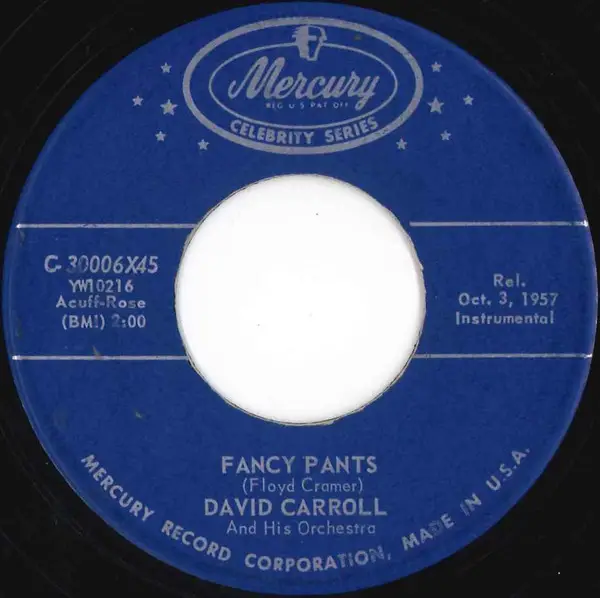 Mercury
REG U S PAT OFF
CELEBRITY SERIES
C-30006X45
YW10216
Acuff-Rose
(BMI) 2:00
Rel.
Oct. 3, 1957
Instrumental
FANCY PANTS
(Floyd Cramer)
DAVID CARROLL
And His Orchestra
MERCURY RECORD CORPORATION, MADE IN U.S.A.